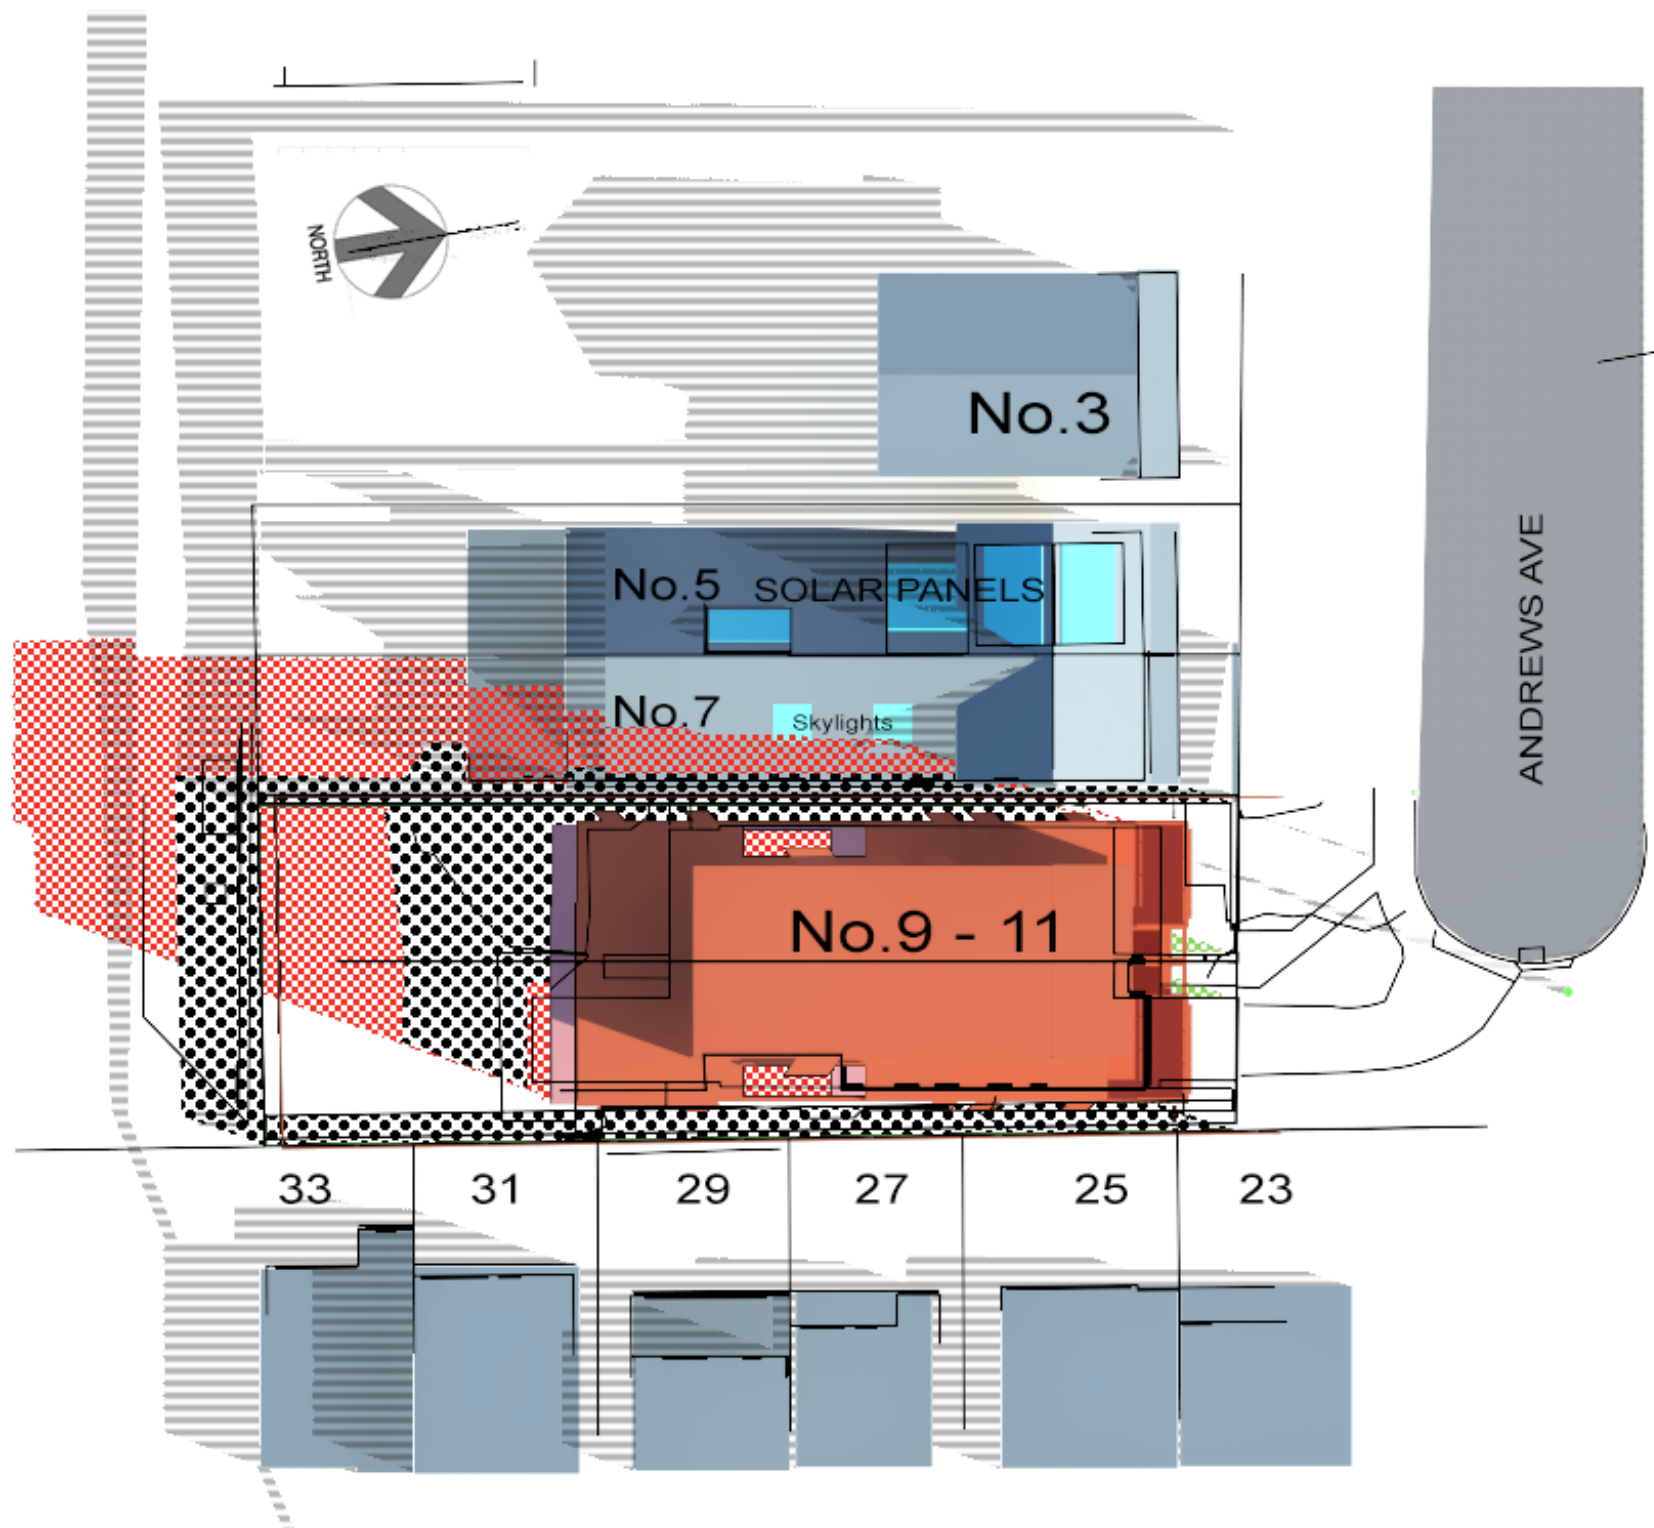 NORTH
No.3
No.5 SOLAR PANELS
No.7
Skylights
ANDREWS AVE
No.9 - 11
33 31 29 27 25 23